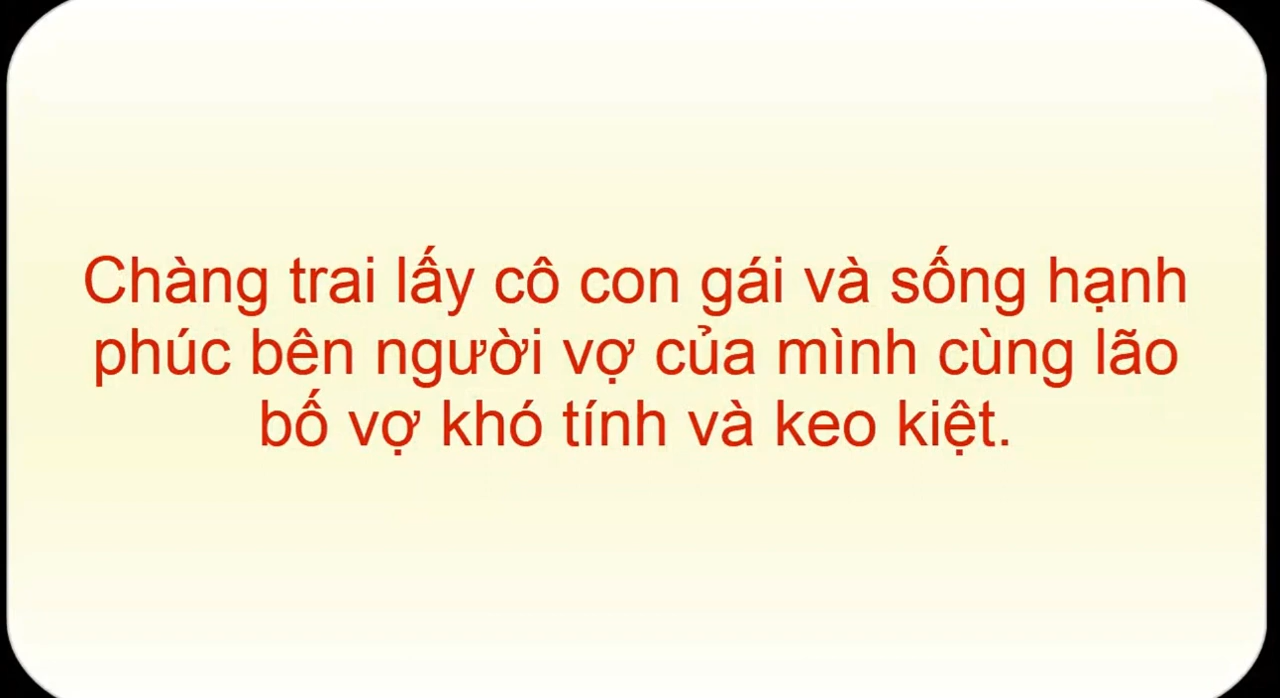 Chàng trai lấy cô con gái và sống hạnh
phúc bên người vợ của mình cùng lão
bố vợ khó tính và keo kiệt.